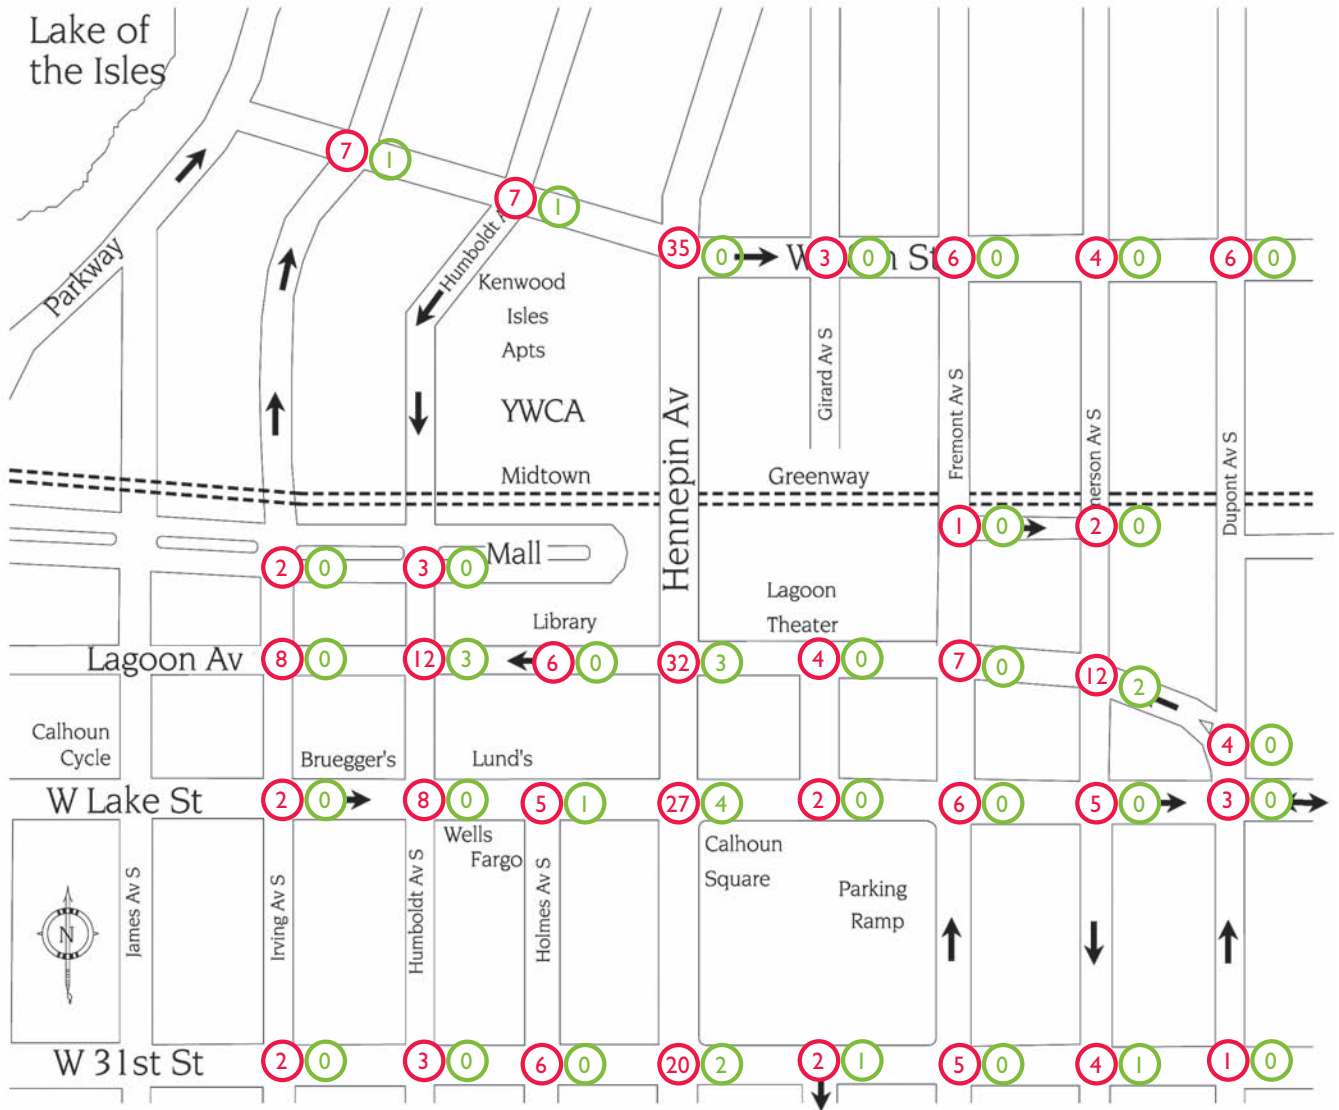 Lake of
the Isles
7 1
7 1
35 0 3 0 6 0 4 0 6 0
Parkway
Humboldt
Kenwood
Isles
Apts
YWCA
Hennepin Av
Girard Av S
Fremont Av S
Dupont Av S
Midtown Greenway
1 0 2 0
2 0 3 0 Mall
Lagoon
Theater
Library
Lagoon Av 8 0 12 3 6 0 32 3 4 0 7 0 12 2
4 0
Calhoun
Cycle
Bruegger's
Lund's
W Lake St 2 0 8 0 5 1 27 4 2 0 6 0 5 0 3 0
Wells
Fargo
Calhoun
Square
Parking
Ramp
N
James Av S
Irving Av S
Humboldt Av S
Holmes Av S
W 31st St 2 0 3 0 6 0 20 2 2 1 5 0 4 1 1 0